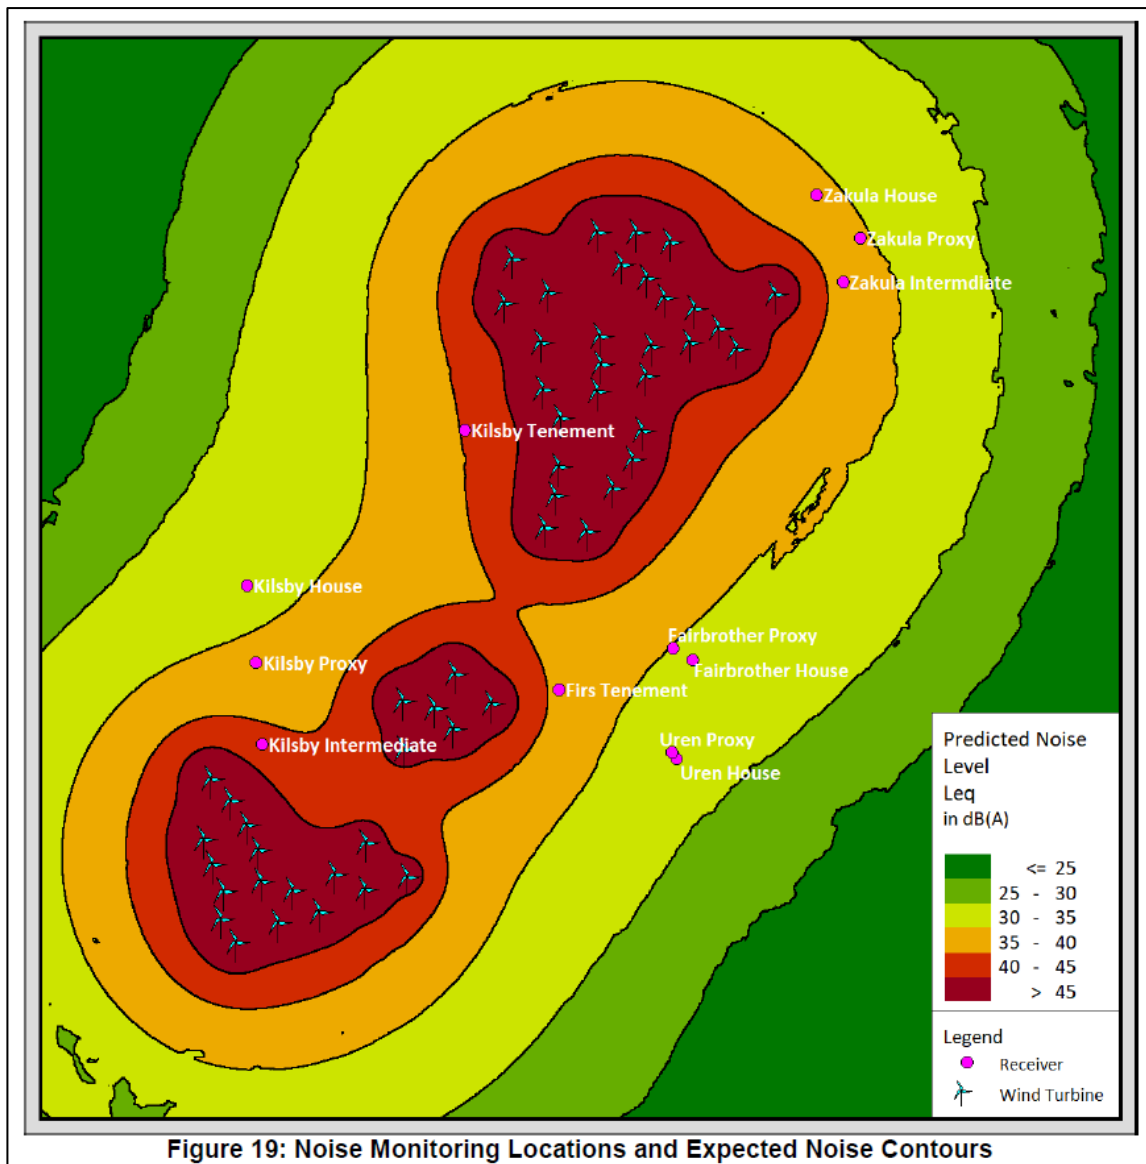 Zakula House
Zakula Proxy
Zakula Intermdiate
Kilsby Tenement
Kilsby House
Fairbrother Proxy
Kilsby Proxy
Fairbrother House
Firs Tenement
Kilsby Intermediate
Uren Proxy
Uren House
Predicted Noise
Level
Leq
in dB(A)
<= 25
25 - 30
30 - 35
35 - 40
40 - 45
> 45
Legend
Receiver
Wind Turbine
Figure 19: Noise Monitoring Locations and Expected Noise Contours